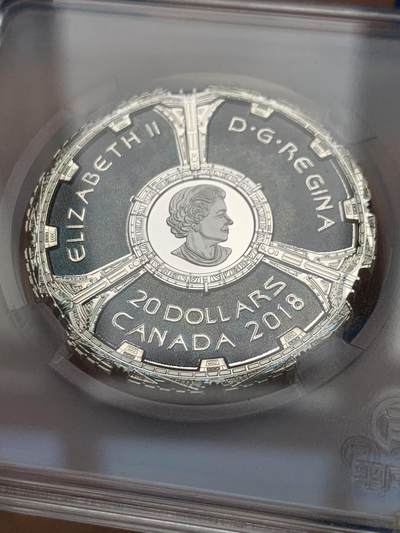 ELIZABETH II
D·G·REGINA
20 DOLLARS
CANADA 2018